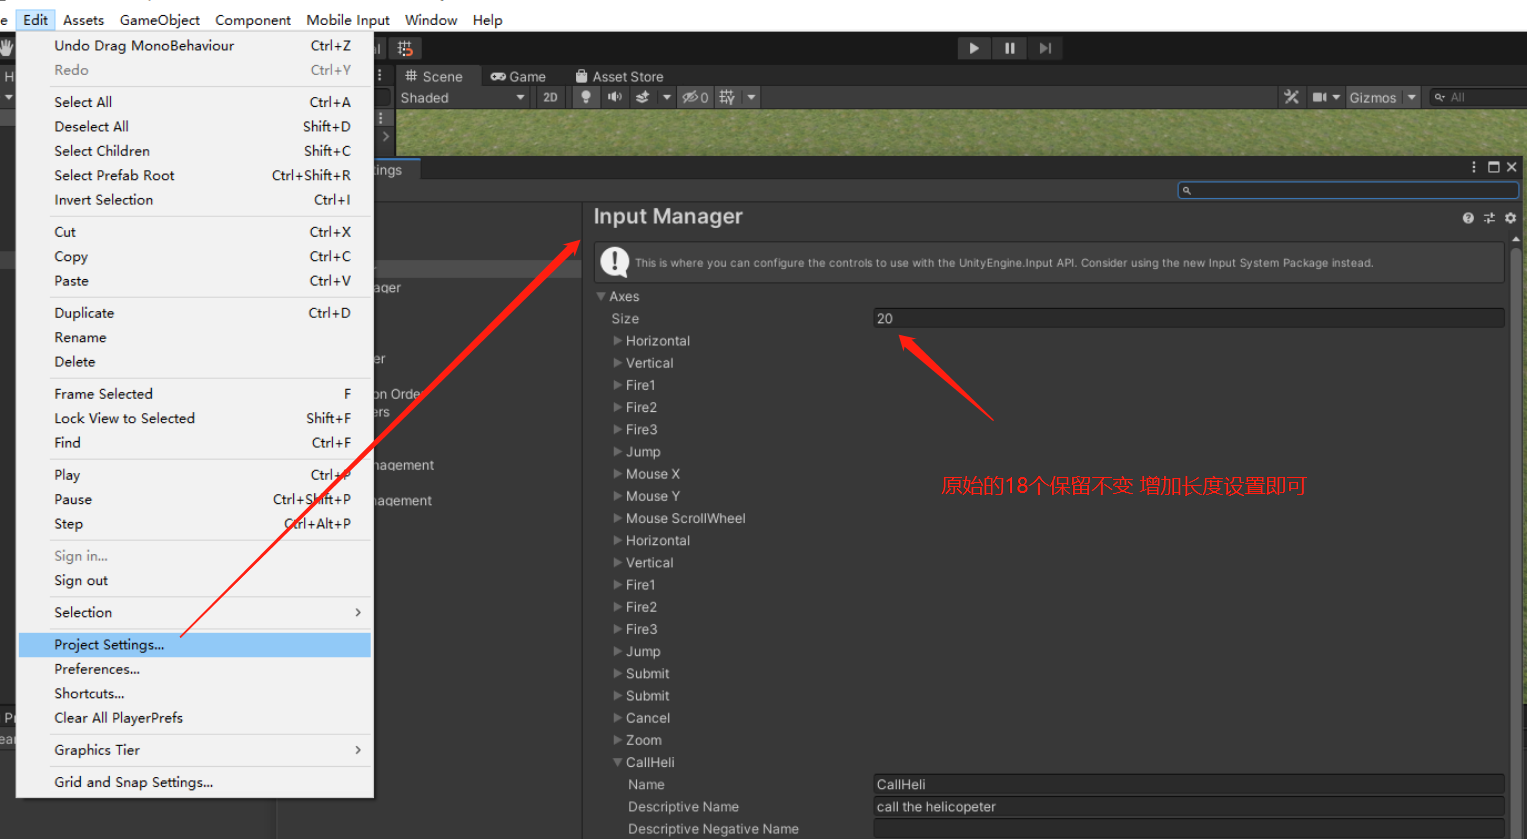 Edit Assets GameObject Component Mobile Input Window Help
Undo Drag MonoBehaviour Ctrl+Z
Redo Ctrl+Y
Select All Ctrl+A
Deselect All Shift+D
Select Children Shift+C
Select Prefab Root Ctrl+Shift+R
Invert Selection Ctrl+I
Cut Ctrl+X
Copy Ctrl+C
Paste Ctrl+V
Duplicate Ctrl+D
Rename
Delete
Frame Selected F
Lock View to Selected Shift+F
Find Ctrl+F
Play Ctrl+P
Pause Ctrl+Shift+P
Step Ctrl+Alt+P
Sign in...
Sign out
Selection
Project Settings...
Preferences...
Shortcuts...
Clear All PlayerPrefs
Graphics Tier
Grid and Snap Settings...
Scene Game Asset Store
Shaded 2D 0 Gizmos All
tings
ager
er
on Order
ers
nagement
nagement
Input Manager
This is where you can configure the controls to use with the UnityEngine.Input API. Consider using the new Input System Package instead.
Axes
Size 20
Horizontal
Vertical
Fire1
Fire2
Fire3
Jump
Mouse X
Mouse Y
Mouse ScrollWheel
Horizontal
Vertical
Fire1
Fire2
Fire3
Jump
Submit
Submit
Cancel
Zoom
CallHeli
Name CallHeli
Descriptive Name call the helicopeter
Descriptive Negative Name
原始的18个保留不变 增加长度设置即可